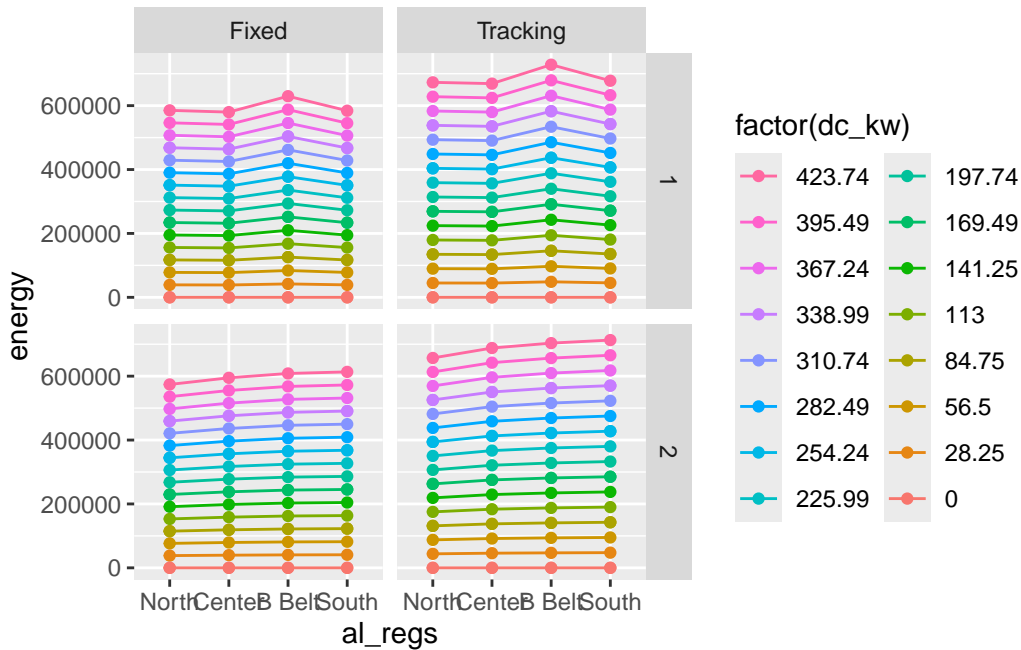 Fixed
Tracking
600000
400000
200000
0
1
600000
400000
200000
0
2
energy
North
Center
B Belt
South
North
Center
B Belt
South
al_regs
factor(dc_kw)
423.74
395.49
367.24
338.99
310.74
282.49
254.24
225.99
197.74
169.49
141.25
113
84.75
56.5
28.25
0